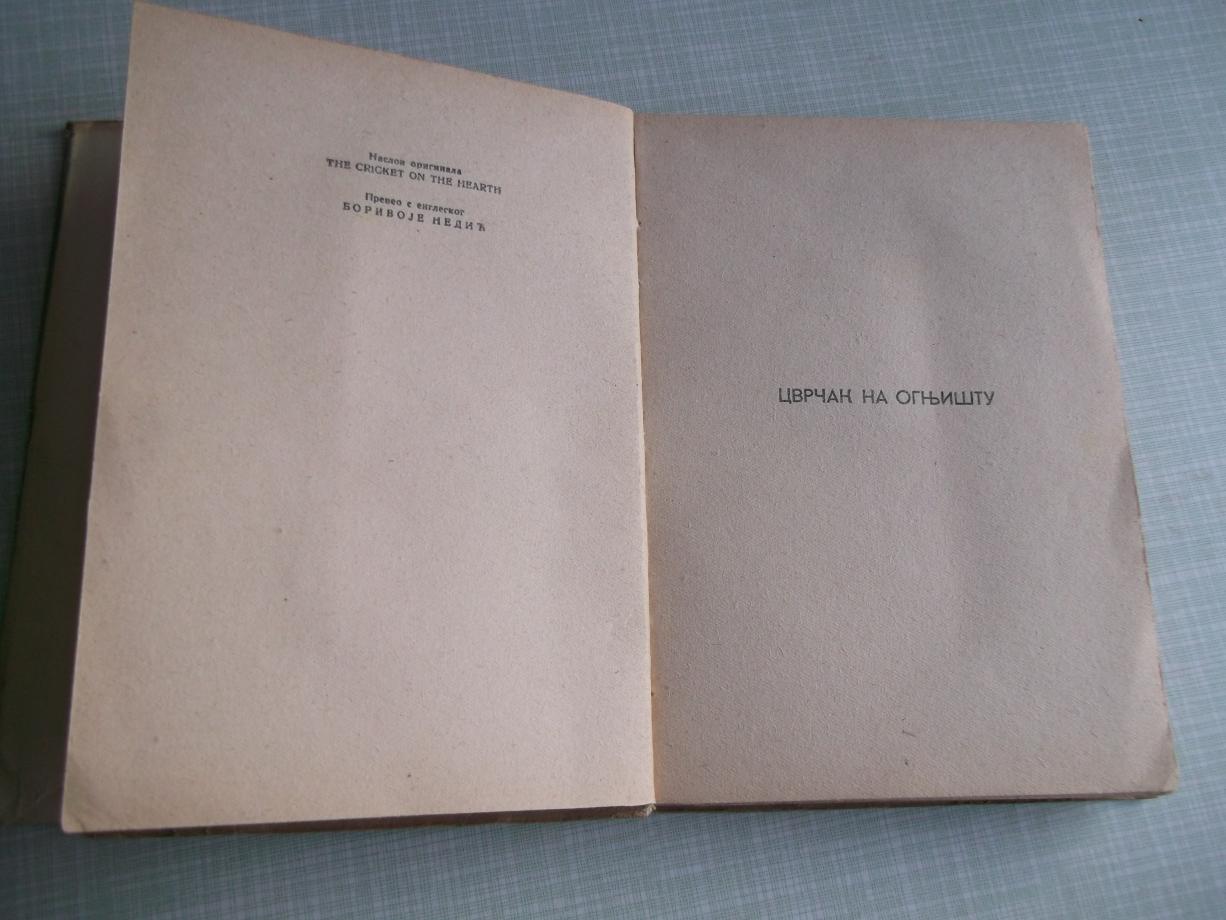 Наслов оригинала
THE CRICKET ON THE HEARTH
Превео с енглеског
БОРИВОЈЕ НЕДИЋ
ЦВРЧАК НА ОГЊИШТУ